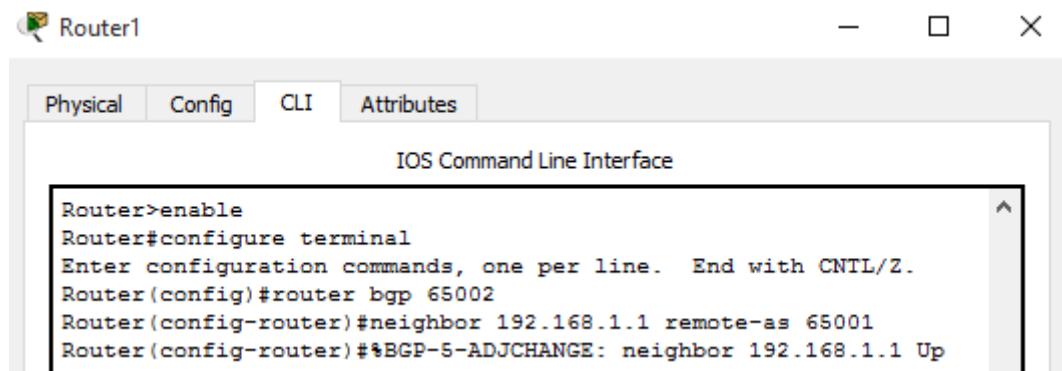 Router1
Physical Config CLI Attributes
IOS Command Line Interface
Router>enable
Router#configure terminal
Enter configuration commands, one per line.  End with CNTL/Z.
Router(config)#router bgp 65002
Router(config-router)#neighbor 192.168.1.1 remote-as 65001
Router(config-router)#%BGP-5-ADJCHANGE: neighbor 192.168.1.1 Up